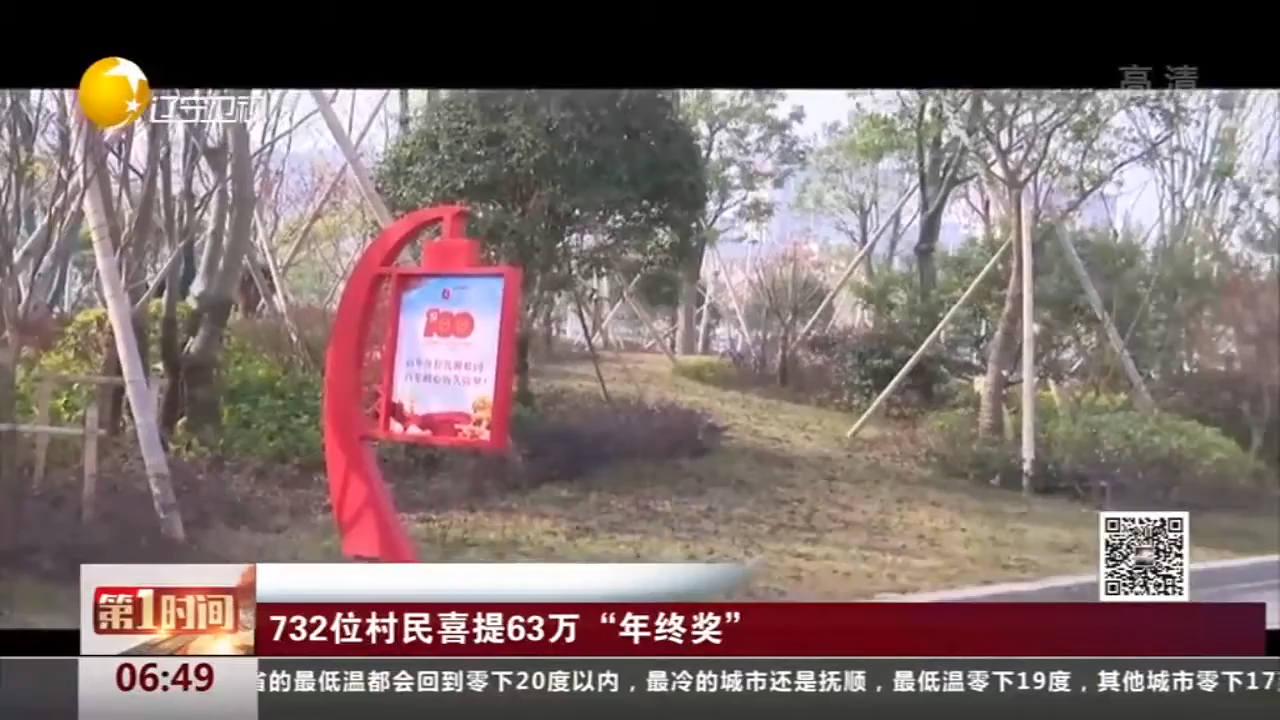 高清
辽宁卫视
100
第1时间
732位村民喜提63万“年终奖”
06:49
省的最低温都会回到零下20度以内，最冷的城市还是抚顺，最低温零下19度，其他城市零下17